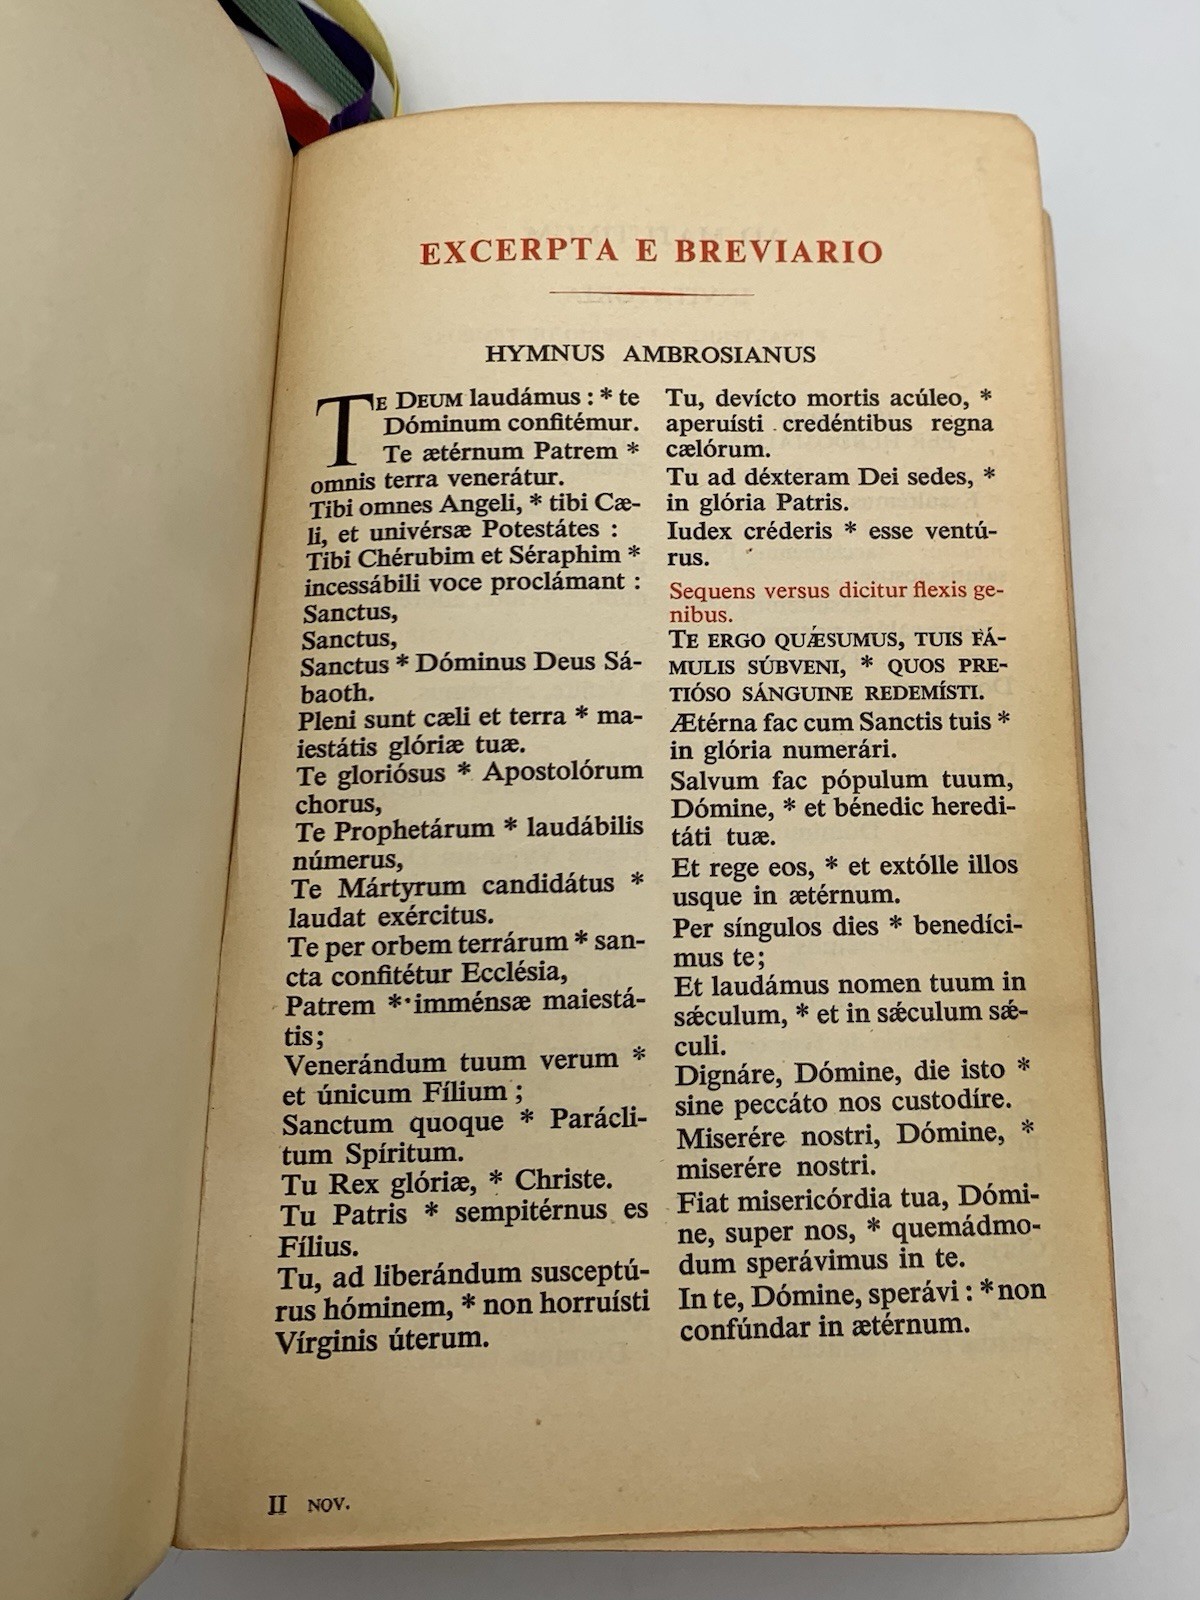 EXCERPTA E BREVIARIO
HYMNUS AMBROSIANUS
TE DEUM laudámus : * te
Dóminum confitémur.
Te ætérnum Patrem *
omnis terra venerátur.
Tibi omnes Angeli, * tibi Cæ-
li, et univérsæ Potestátes :
Tibi Chérubim et Séraphim *
incessábili voce proclámant :
Sanctus,
Sanctus,
Sanctus * Dóminus Deus Sá-
baoth.
Pleni sunt cæli et terra * ma-
iestátis glóriæ tuæ.
Te gloriósus * Apostolórum
chorus,
Te Prophetárum * laudábilis
númerus,
Te Mártyrum candidátus *
laudat exércitus.
Te per orbem terrárum * san-
cta confitétur Ecclésia,
Patrem * imménsæ maiestá-
tis;
Venerándum tuum verum *
et únicum Fílium ;
Sanctum quoque * Parácli-
tum Spíritum.
Tu Rex glóriæ, * Christe.
Tu Patris * sempitérnus es
Fílius.
Tu, ad liberándum susceptú-
rus hóminem, * non horruísti
Vírginis úterum.
Tu, devícto mortis acúleo, *
aperuísti credéntibus regna
cælórum.
Tu ad déxteram Dei sedes, *
in glória Patris.
Iudex créderis * esse ventú-
rus.
Sequens versus dicitur flexis ge-
nibus.
TE ERGO QUǼSUMUS, TUIS FÁ-
MULIS SÚBVENI, * QUOS PRE-
TIÓSO SÁNGUINE REDEMÍSTI.
Ætérna fac cum Sanctis tuis *
in glória numerári.
Salvum fac pópulum tuum,
Dómine, * et bénedic heredi-
táti tuæ.
Et rege eos, * et extólle illos
usque in ætérnum.
Per síngulos dies * benedíci-
mus te;
Et laudámus nomen tuum in
sǽculum, * et in sǽculum sǽ-
culi.
Dignáre, Dómine, die isto *
sine peccáto nos custodíre.
Miserére nostri, Dómine, *
miserére nostri.
Fiat misericórdia tua, Dómi-
ne, super nos, * quemádmo-
dum sperávimus in te.
In te, Dómine, sperávi : * non
confúndar in ætérnum.
II NOV.